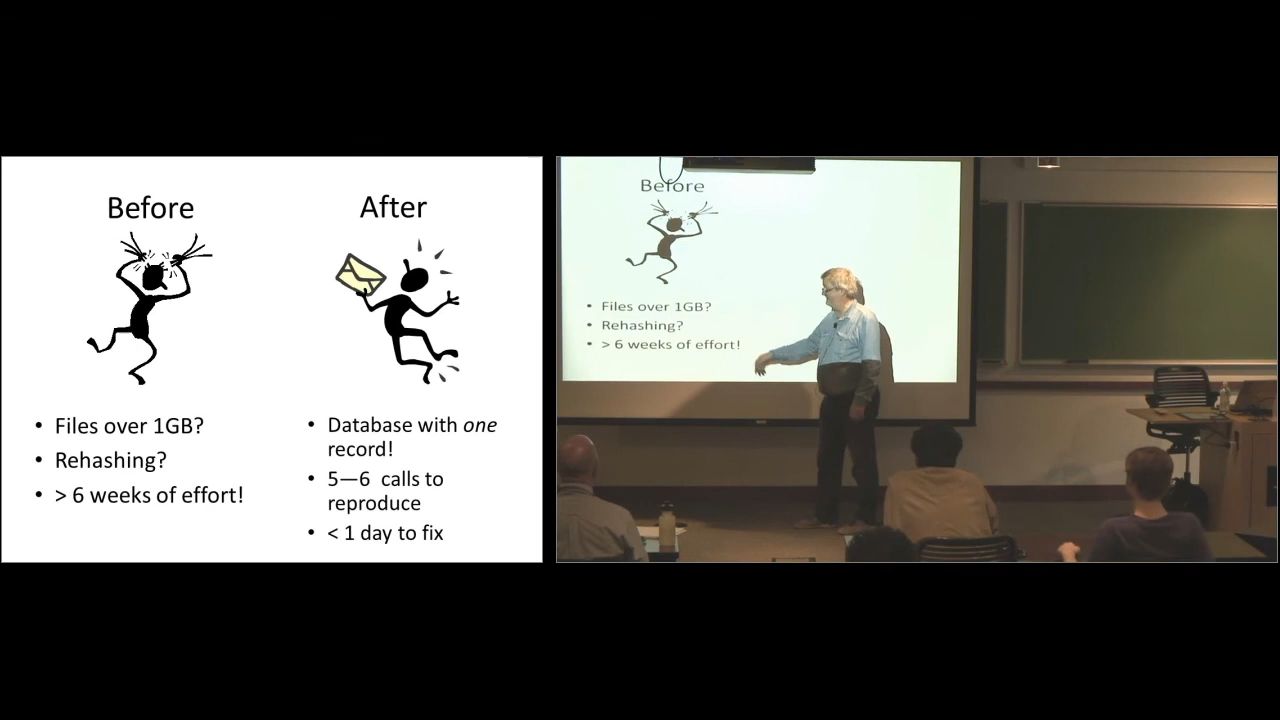 Before
After
• Files over 1GB?
• Rehashing?
• > 6 weeks of effort!
• Database with one
record!
• 5—6 calls to
reproduce
• < 1 day to fix
Before
• Files over 1GB?
• Rehashing?
• > 6 weeks of effort!